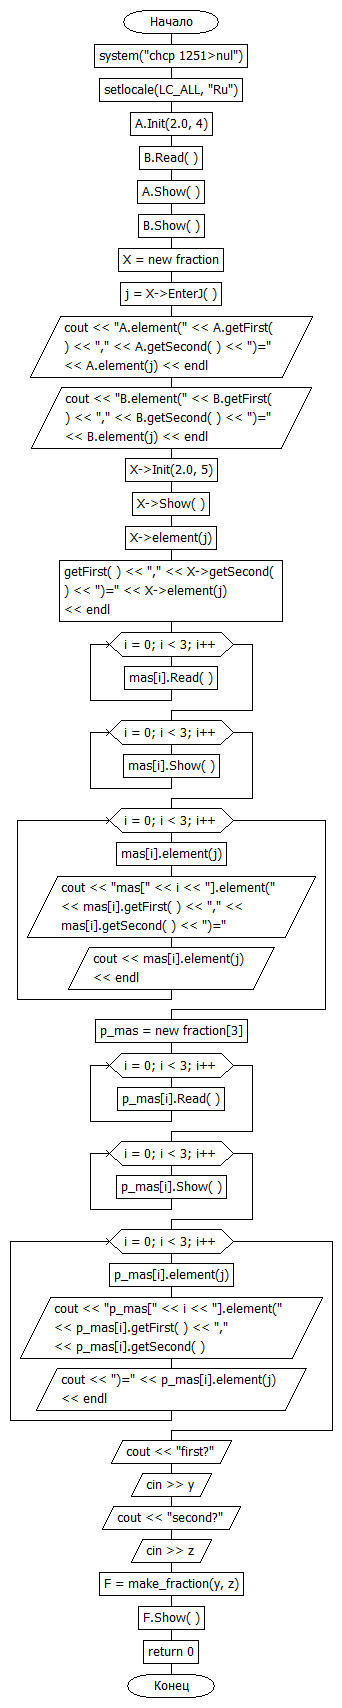 Начало
system("chcp 1251>nul")
setlocale(LC_ALL, "Ru")
A.Init(2.0, 4)
B.Read( )
A.Show( )
B.Show( )
X = new fraction
j = X->EnterJ( )
cout << "A.element(" << A.getFirst(
) << "," << A.getSecond( ) << ")="
<< A.element(j) << endl
cout << "B.element(" << B.getFirst(
) << "," << B.getSecond( ) << ")="
<< B.element(j) << endl
X->Init(2.0, 5)
X->Show( )
X->element(j)
getFirst( ) << "," << X->getSecond(
) << ")=" << X->element(j)
<< endl
i = 0; i < 3; i++
mas[i].Read( )
i = 0; i < 3; i++
mas[i].Show( )
i = 0; i < 3; i++
mas[i].element(j)
cout << "mas[" << i << "].element("
<< mas[i].getFirst( ) << "," <<
mas[i].getSecond( ) << ")="
cout << mas[i].element(j)
<< endl
p_mas = new fraction[3]
i = 0; i < 3; i++
p_mas[i].Read( )
i = 0; i < 3; i++
p_mas[i].Show( )
i = 0; i < 3; i++
p_mas[i].element(j)
cout << "p_mas[" << i << "].element("
<< p_mas[i].getFirst( ) << ","
<< p_mas[i].getSecond( )
cout << ")=" << p_mas[i].element(j)
<< endl
cout << "first?"
cin >> y
cout << "second?"
cin >> z
F = make_fraction(y, z)
F.Show( )
return 0
Конец